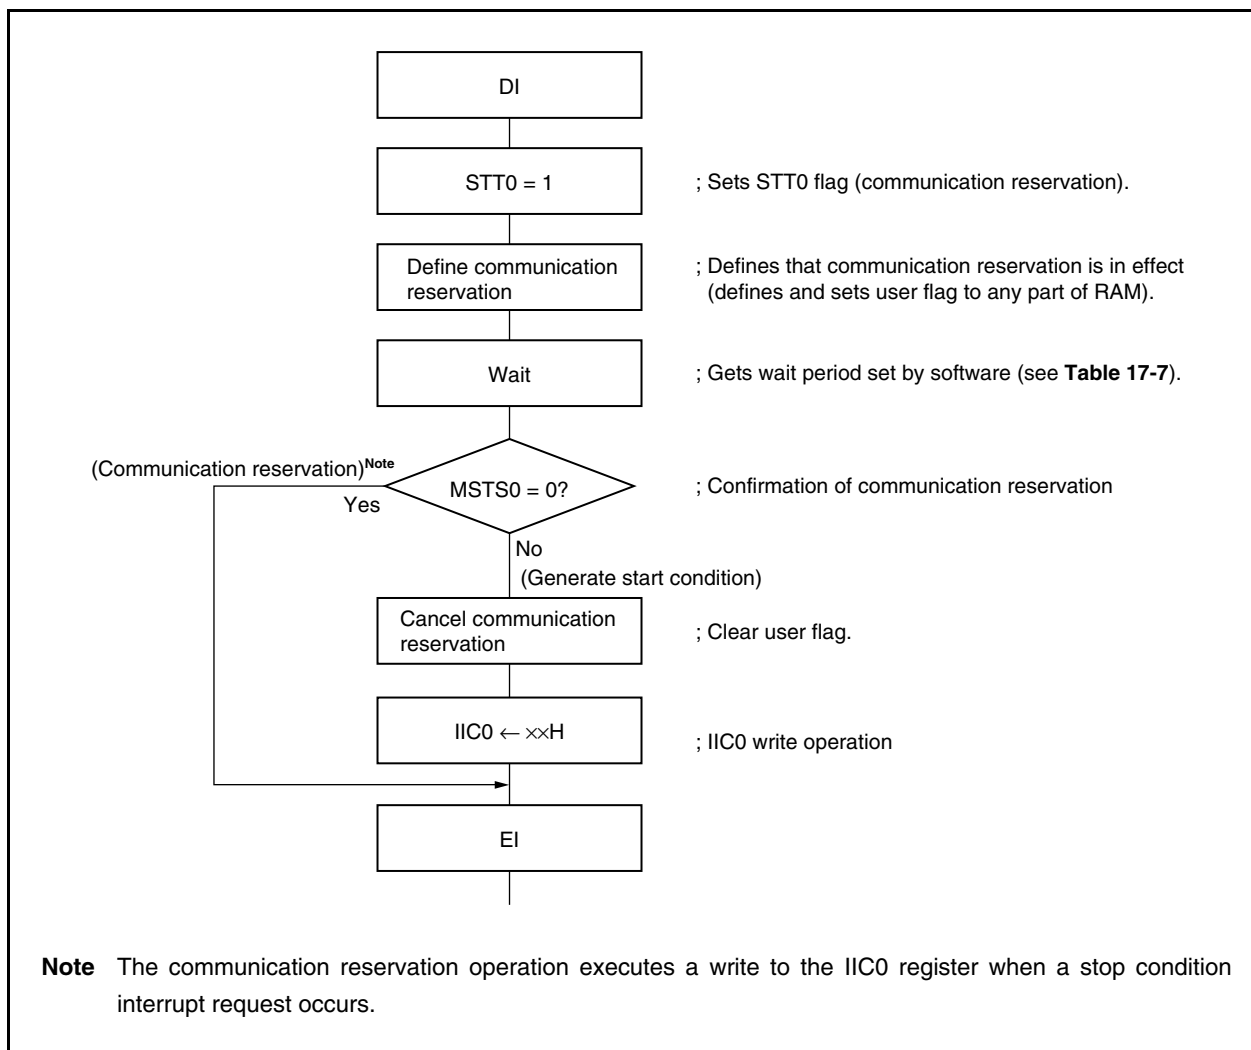 DI
STT0 = 1
; Sets STT0 flag (communication reservation).
Define communication
reservation
; Defines that communication reservation is in effect
(defines and sets user flag to any part of RAM).
Wait
; Gets wait period set by software (see Table 17-7).
(Communication reservation)Note
MSTS0 = 0?
; Confirmation of communication reservation
Yes
No
(Generate start condition)
Cancel communication
reservation
; Clear user flag.
IIC0 ← ××H
; IIC0 write operation
EI
Note The communication reservation operation executes a write to the IIC0 register when a stop condition
interrupt request occurs.